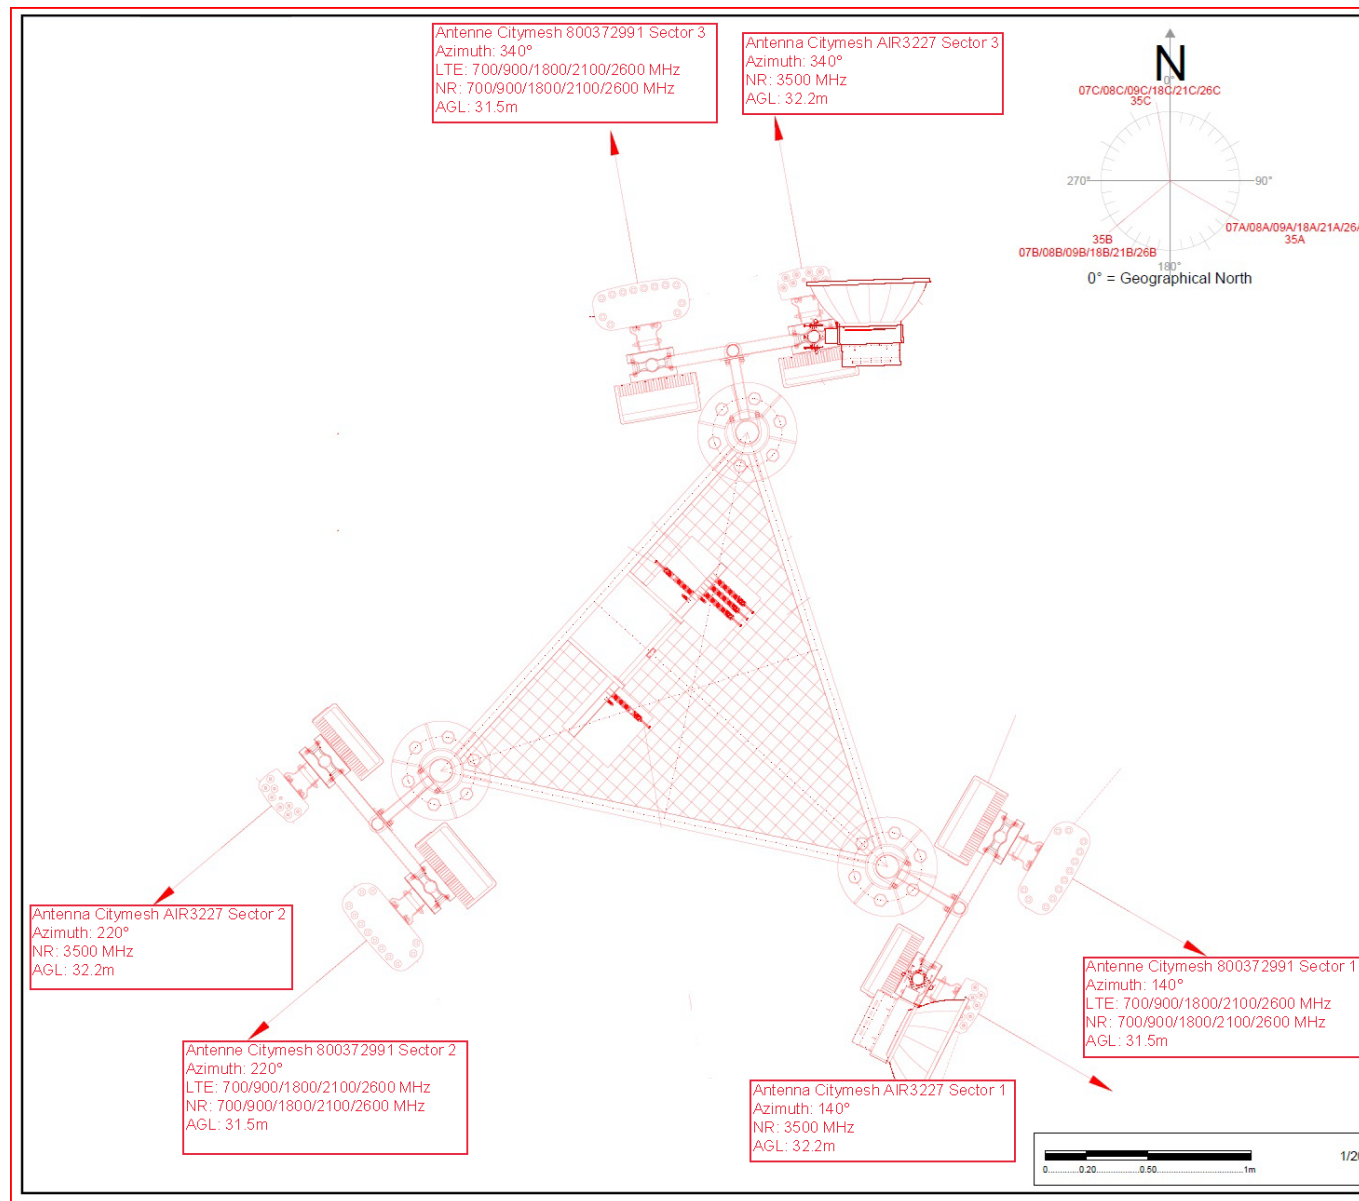 Antenne Citymesh 800372991 Sector 3
Azimuth: 340°
LTE: 700/900/1800/2100/2600 MHz
NR: 700/900/1800/2100/2600 MHz
AGL: 31.5m
Antenna Citymesh AIR3227 Sector 3
Azimuth: 340°
NR: 3500 MHz
AGL: 32.2m
N
0°
07C/08C/09C/18C/21C/26C
35C
270°
90°
07A/08A/09A/18A/21A/26A
35A
35B
07B/08B/09B/18B/21B/26B
180°
0° = Geographical North
Antenna Citymesh AIR3227 Sector 2
Azimuth: 220°
NR: 3500 MHz
AGL: 32.2m
Antenne Citymesh 800372991 Sector 1
Azimuth: 140°
LTE: 700/900/1800/2100/2600 MHz
NR: 700/900/1800/2100/2600 MHz
AGL: 31.5m
Antenne Citymesh 800372991 Sector 2
Azimuth: 220°
LTE: 700/900/1800/2100/2600 MHz
NR: 700/900/1800/2100/2600 MHz
AGL: 31.5m
Antenna Citymesh AIR3227 Sector 1
Azimuth: 140°
NR: 3500 MHz
AGL: 32.2m
0 0.20 0.50 1m